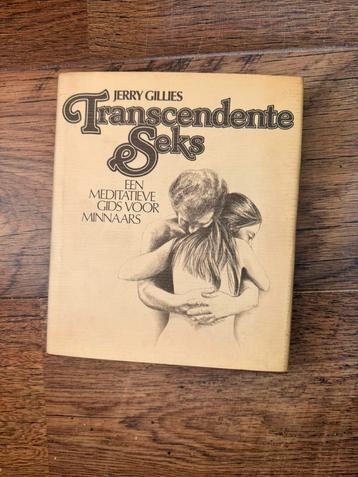 JERRY GILLIES
Transcendente
Seks
EEN
MEDITATIEVE
GIDS VOOR
MINNAARS